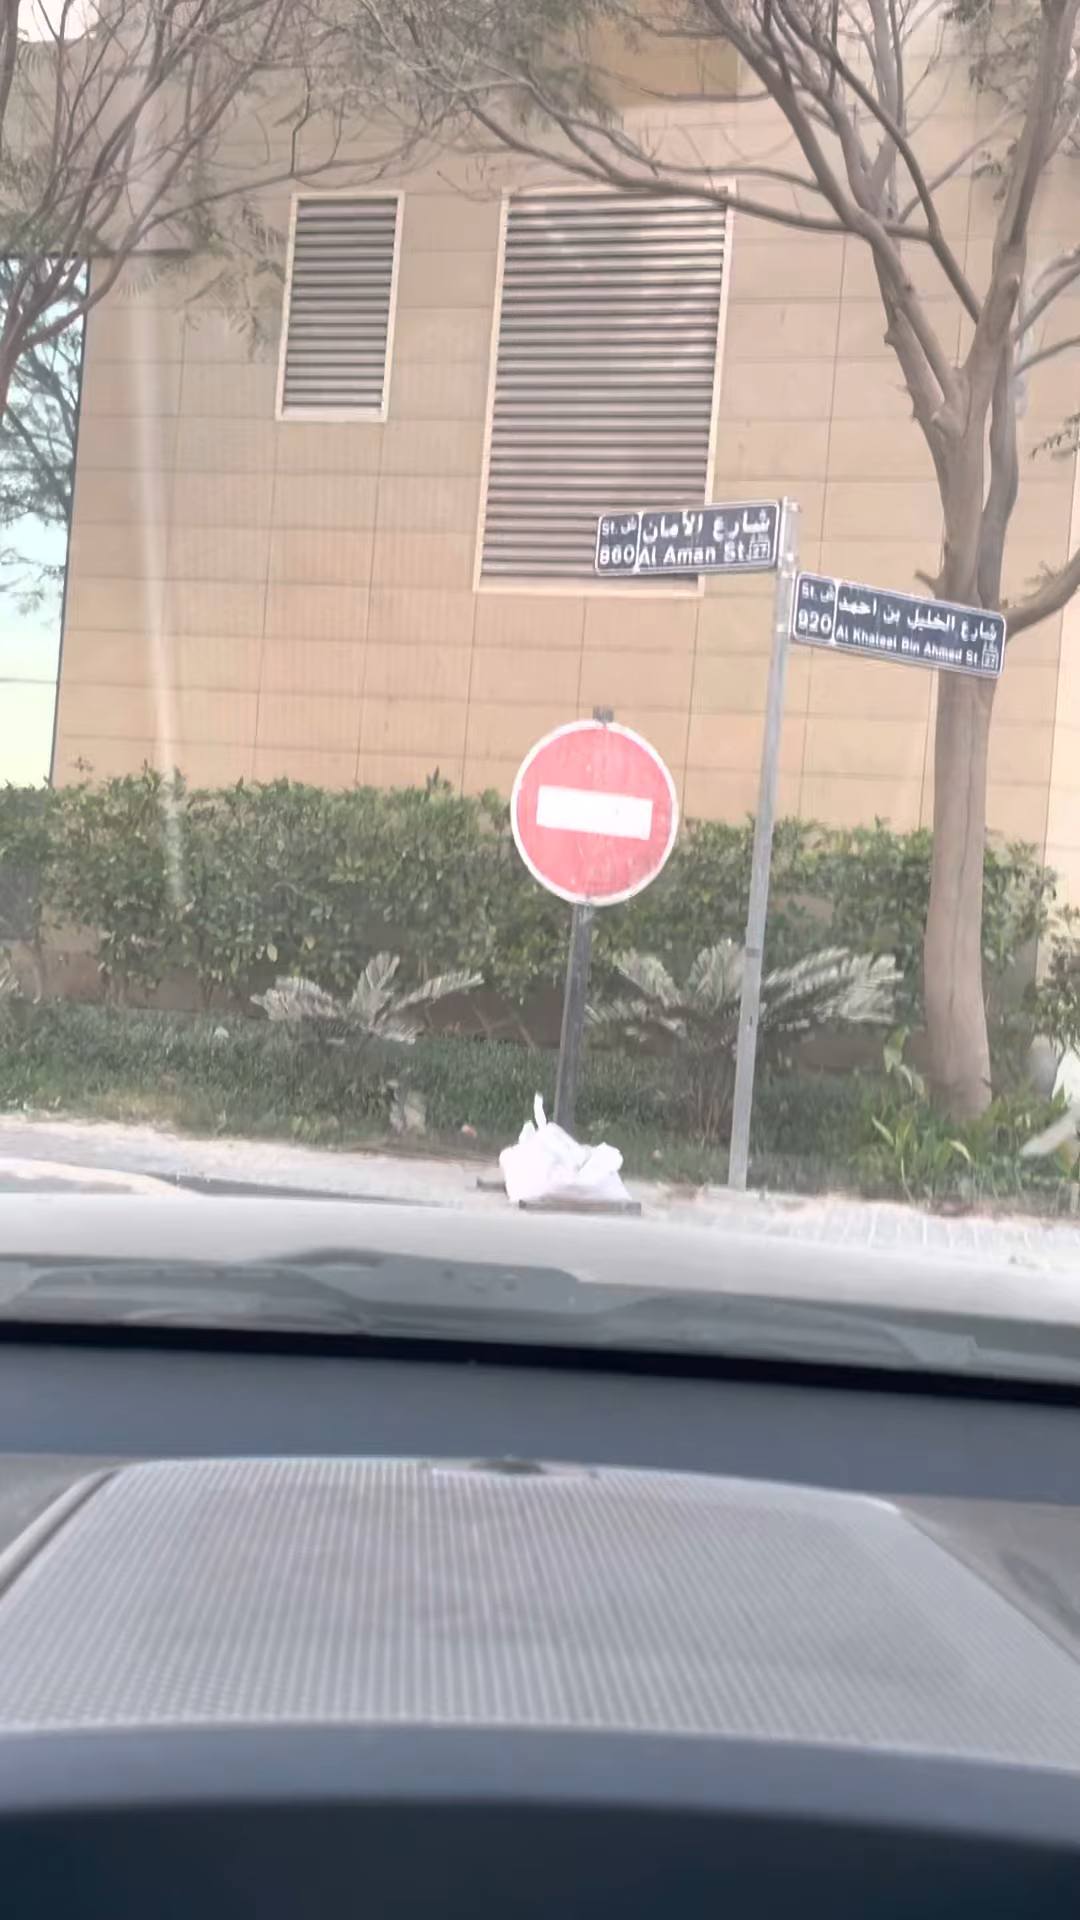 St. ش.
860
شارع الأمان
Al Aman St.
27
St. ش.
920
شارع الخليل بن احمد
Al Khaleel Bin Ahmed St
27